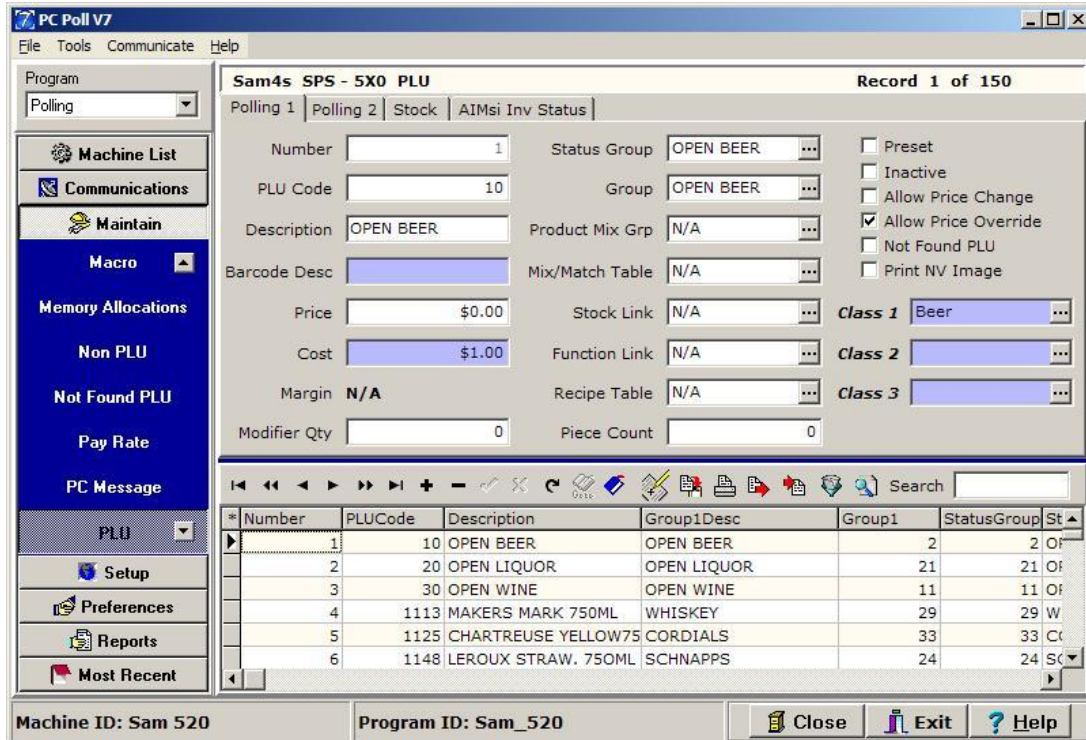 PC Poll V7
File Tools Communicate Help
Program
Polling
Machine List
Communications
Maintain
Macro
Memory Allocations
Non PLU
Not Found PLU
Pay Rate
PC Message
PLU
Setup
Preferences
Reports
Most Recent
Sam4s SPS - 5X0 PLU Record 1 of 150
Polling 1 Polling 2 Stock AIMsi Inv Status
Number 1 Status Group OPEN BEER ... Preset
Inactive
PLU Code 10 Group OPEN BEER ... Allow Price Change
Allow Price Override
Description OPEN BEER Product Mix Grp N/A ... Not Found PLU
Barcode Desc Mix/Match Table N/A ... Print NV Image
Price $0.00 Stock Link N/A ... Class 1 Beer ...
Cost $1.00 Function Link N/A ... Class 2 ...
Margin N/A Recipe Table N/A ... Class 3 ...
Modifier Qty 0 Piece Count 0
Search
* Number PLUCode Description Group1Desc Group1 StatusGroup St
1 10 OPEN BEER OPEN BEER 2 2 OP
2 20 OPEN LIQUOR OPEN LIQUOR 21 21 OP
3 30 OPEN WINE OPEN WINE 11 11 OP
4 1113 MAKERS MARK 750ML WHISKEY 29 29 W
5 1125 CHARTREUSE YELLOW75 CORDIALS 33 33 CO
6 1148 LEROUX STRAW. 750ML SCHNAPPS 24 24 SC
Machine ID: Sam 520 Program ID: Sam_520 Close Exit Help